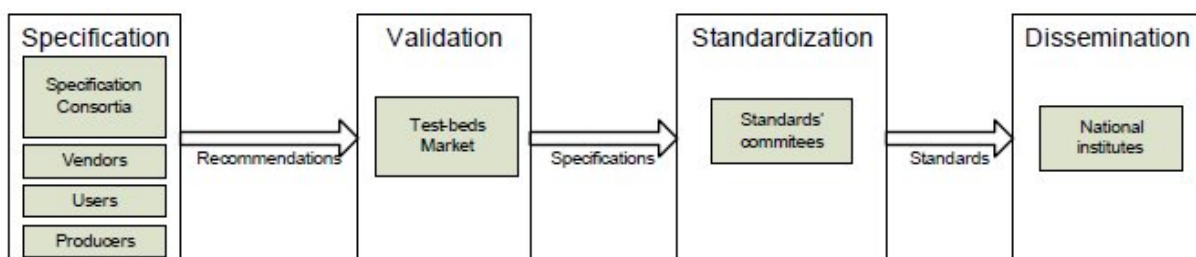 Specification
Specification
Consortia
Vendors
Users
Producers
Recommendations
Validation
Test-beds
Market
Specifications
Standardization
Standards'
commitees
Standards
Dissemination
National
institutes